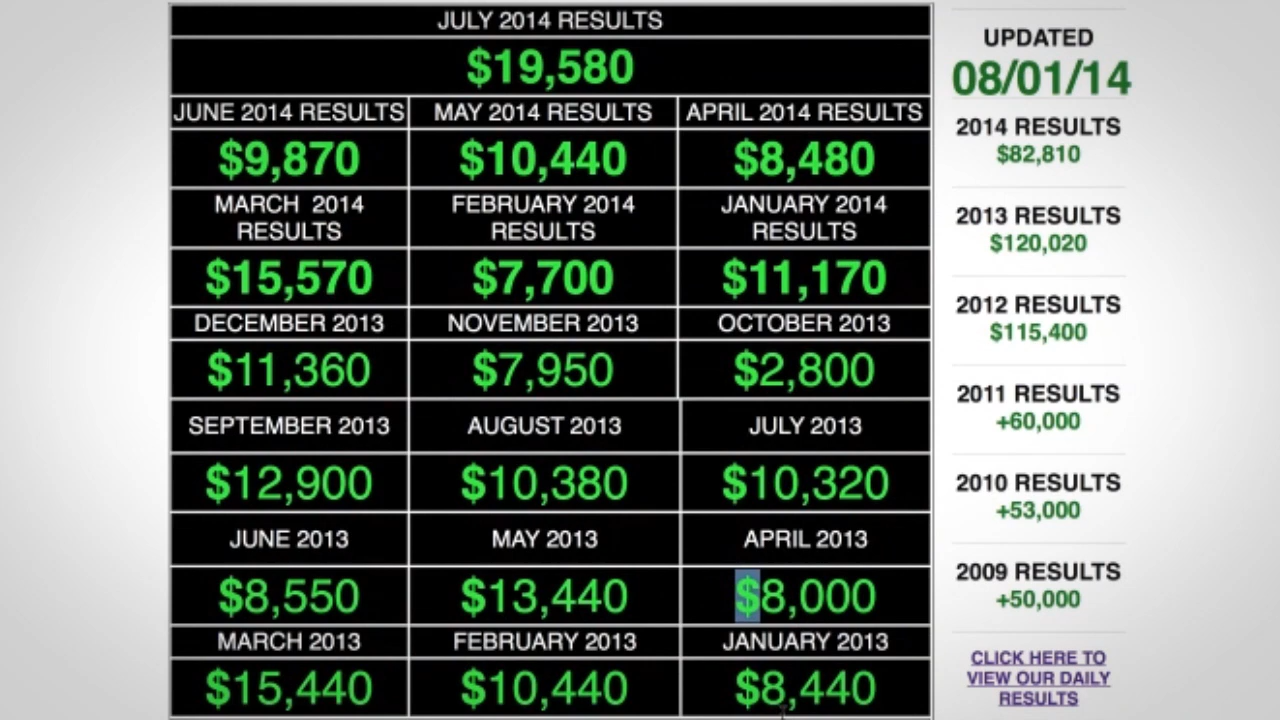 JULY 2014 RESULTS
$19,580
JUNE 2014 RESULTS MAY 2014 RESULTS APRIL 2014 RESULTS
$9,870 $10,440 $8,480
MARCH 2014 FEBRUARY 2014 JANUARY 2014
RESULTS RESULTS RESULTS
$15,570 $7,700 $11,170
DECEMBER 2013 NOVEMBER 2013 OCTOBER 2013
$11,360 $7,950 $2,800
SEPTEMBER 2013 AUGUST 2013 JULY 2013
$12,900 $10,380 $10,320
JUNE 2013 MAY 2013 APRIL 2013
$8,550 $13,440 $8,000
MARCH 2013 FEBRUARY 2013 JANUARY 2013
$15,440 $10,440 $8,440
UPDATED
08/01/14
2014 RESULTS
$82,810
2013 RESULTS
$120,020
2012 RESULTS
$115,400
2011 RESULTS
+60,000
2010 RESULTS
+53,000
2009 RESULTS
+50,000
CLICK HERE TO
VIEW OUR DAILY
RESULTS